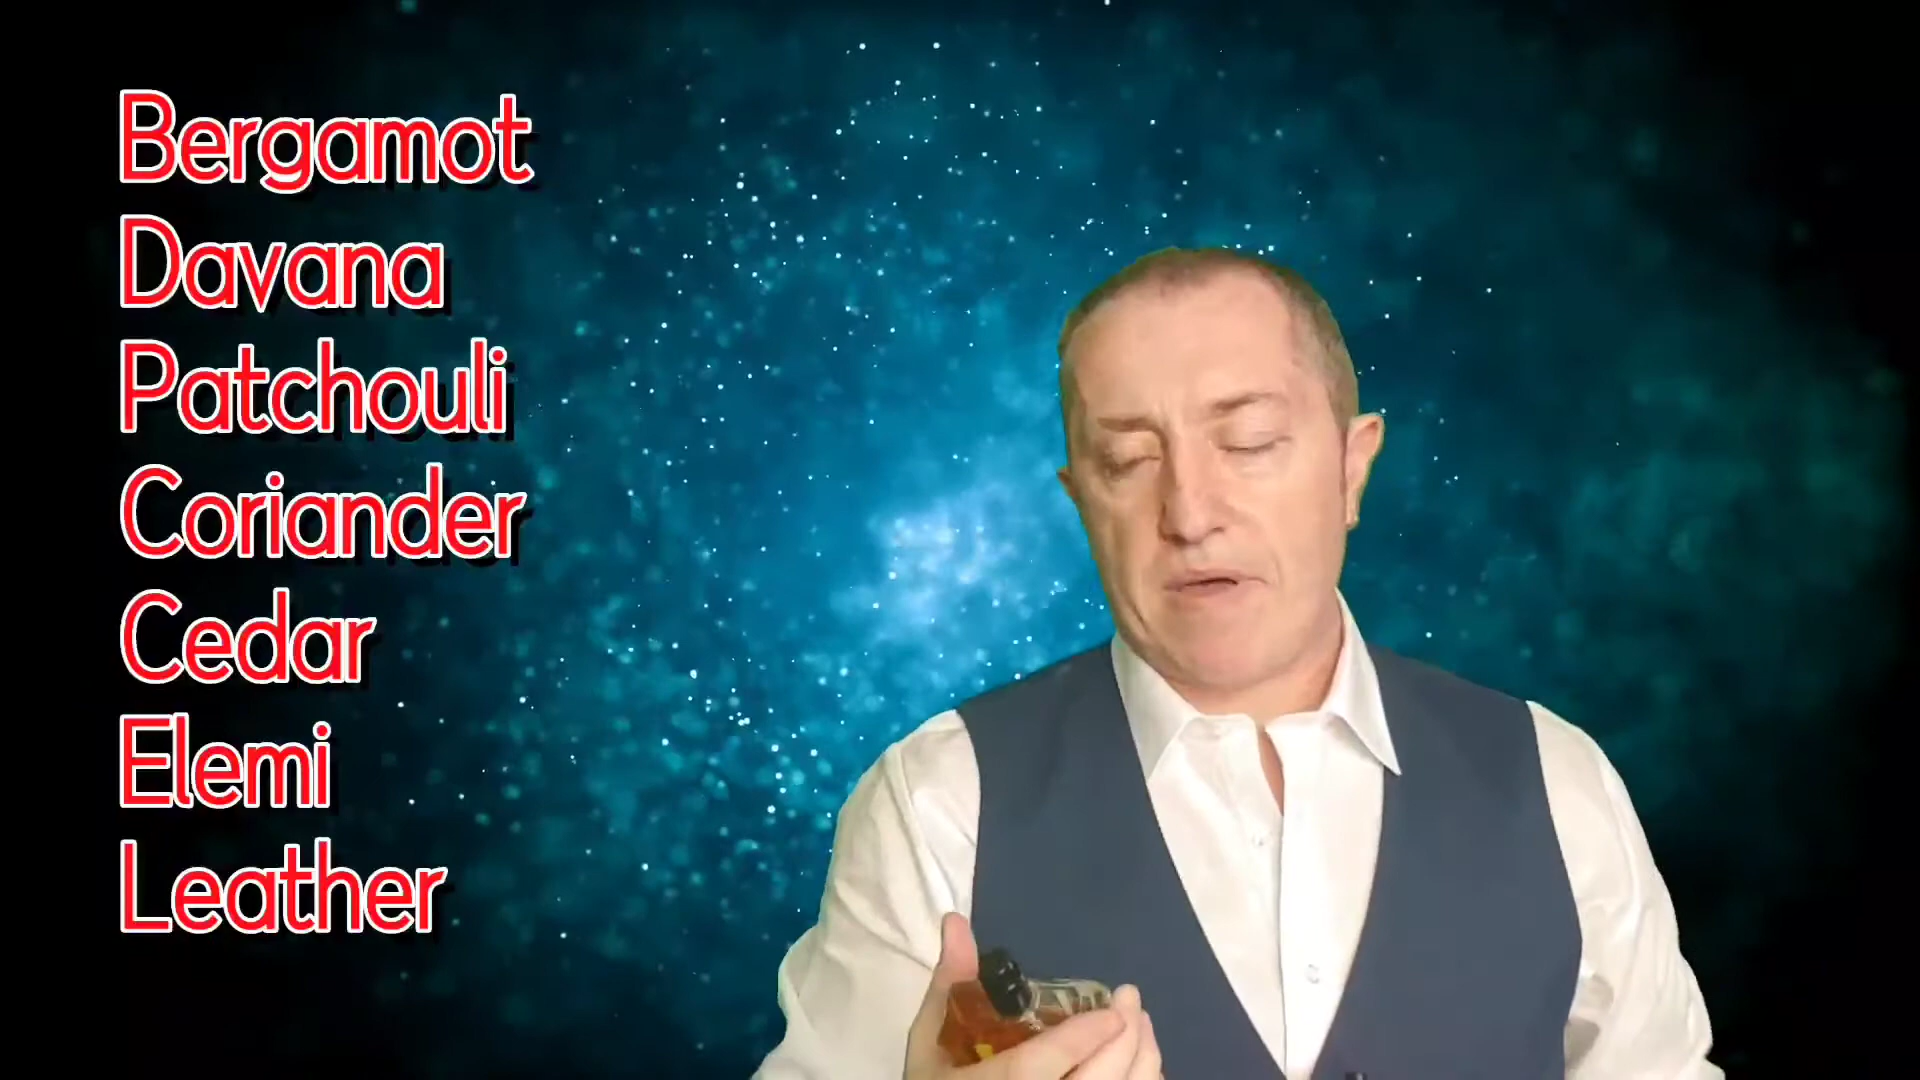 Bergamot
Davana
Patchouli
Coriander
Cedar
Elemi
Leather